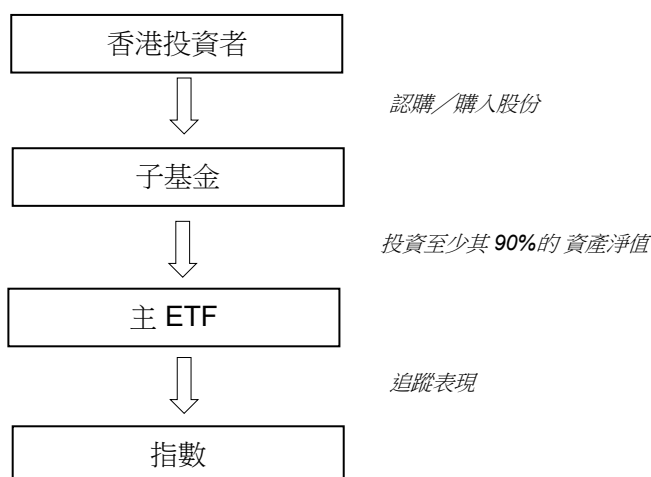 香港投資者
認購／購入股份
子基金
投資至少其 90%的 資產淨值
主 ETF
追蹤表現
指數